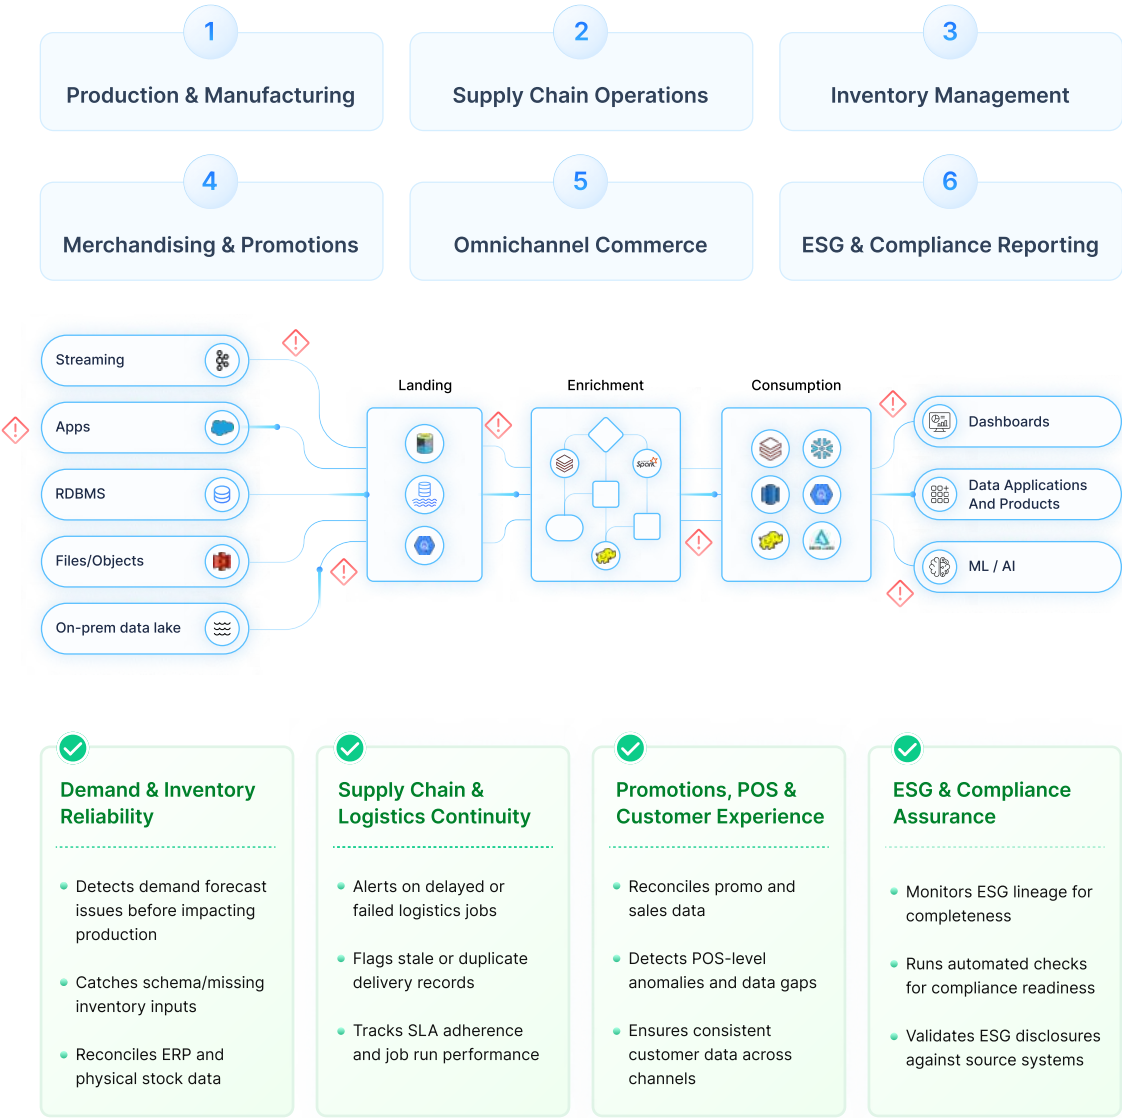 1
2
3
Production & Manufacturing
Supply Chain Operations
Inventory Management
4
5
6
Merchandising & Promotions
Omnichannel Commerce
ESG & Compliance Reporting
Streaming
Apps
RDBMS
Files/Objects
On-prem data lake
Landing
Enrichment
Spark
Consumption
Dashboards
Data Applications
And Products
ML / AI
Demand & Inventory
Reliability
Detects demand forecast
issues before impacting
production
Catches schema/missing
inventory inputs
Reconciles ERP and
physical stock data
Supply Chain &
Logistics Continuity
Alerts on delayed or
failed logistics jobs
Flags stale or duplicate
delivery records
Tracks SLA adherence
and job run performance
Promotions, POS &
Customer Experience
Reconciles promo and
sales data
Detects POS-level
anomalies and data gaps
Ensures consistent
customer data across
channels
ESG & Compliance
Assurance
Monitors ESG lineage for
completeness
Runs automated checks
for compliance readiness
Validates ESG disclosures
against source systems